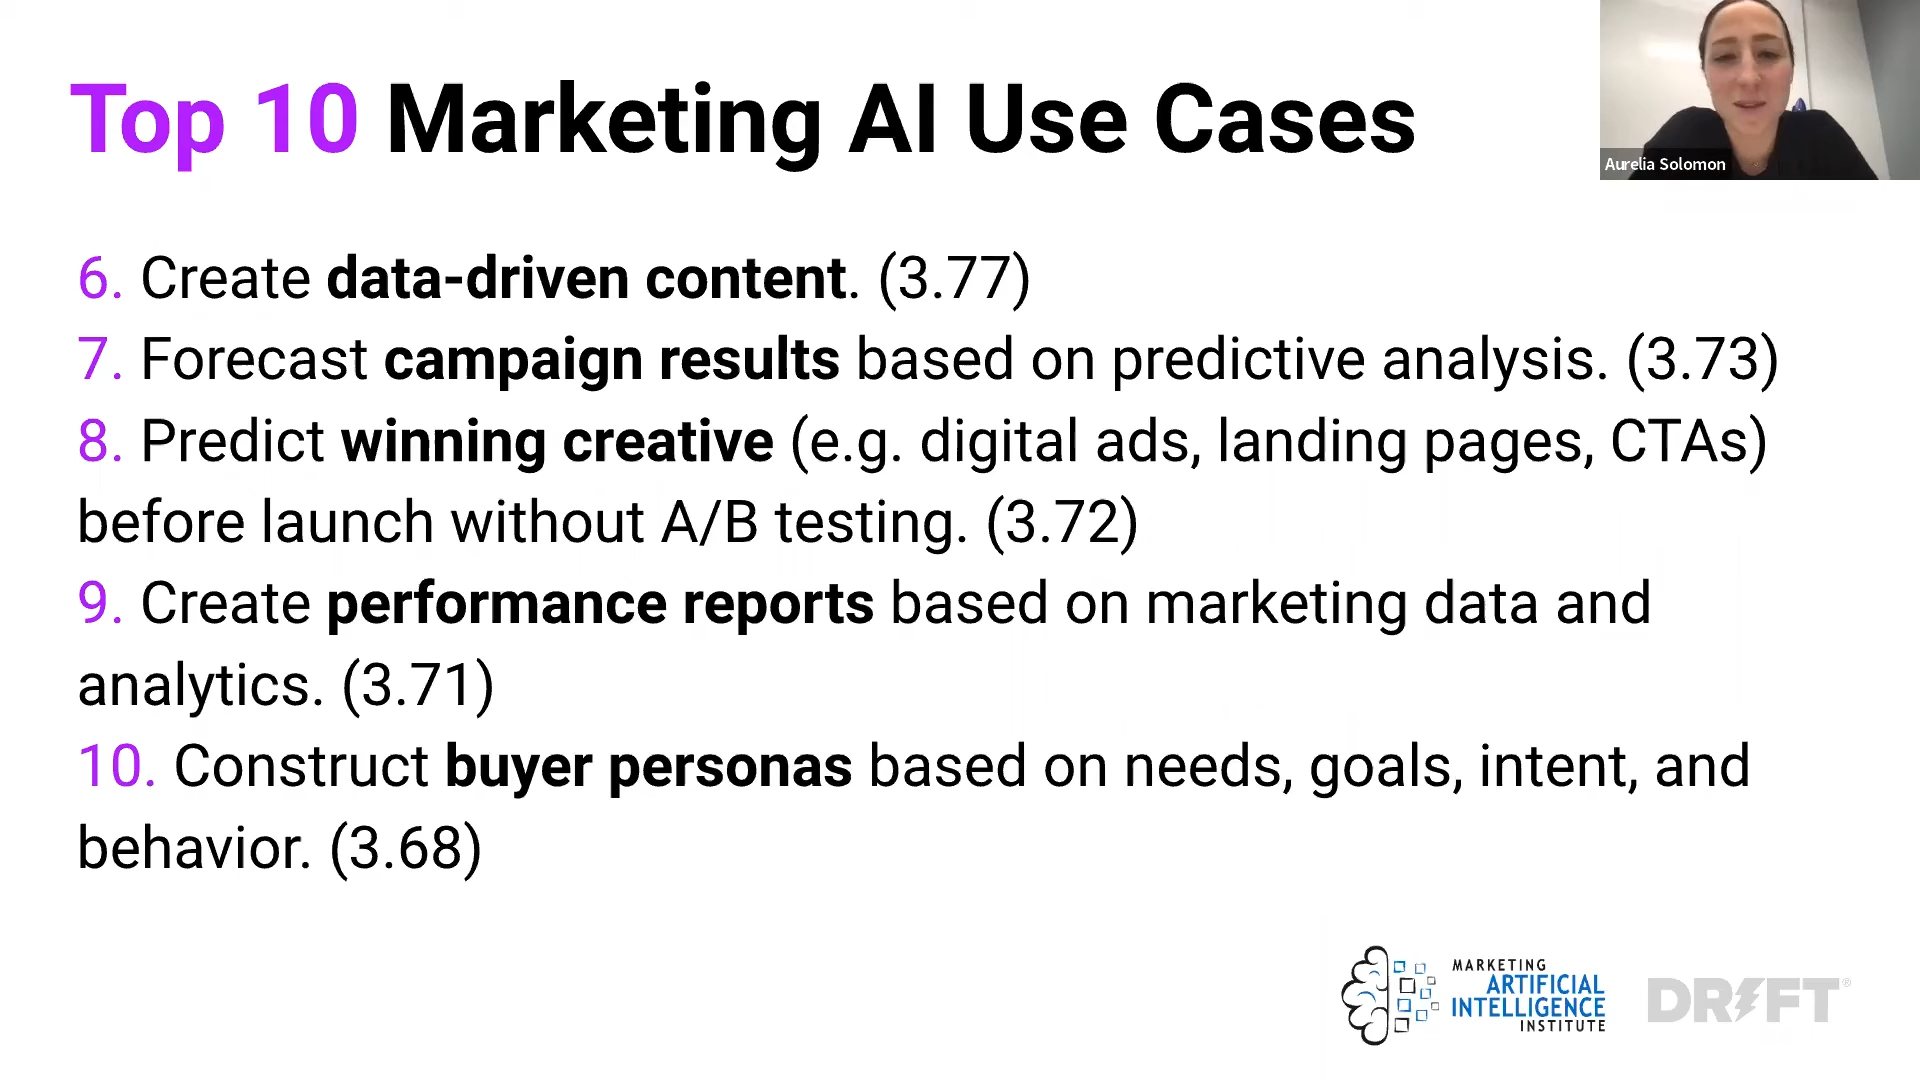 Top 10 Marketing AI Use Cases
Aurelia Solomon
6. Create data-driven content. (3.77)
7. Forecast campaign results based on predictive analysis. (3.73)
8. Predict winning creative (e.g. digital ads, landing pages, CTAs)
before launch without A/B testing. (3.72)
9. Create performance reports based on marketing data and
analytics. (3.71)
10. Construct buyer personas based on needs, goals, intent, and
behavior. (3.68)
MARKETING
ARTIFICIAL
INTELLIGENCE
INSTITUTE
DRIFT®